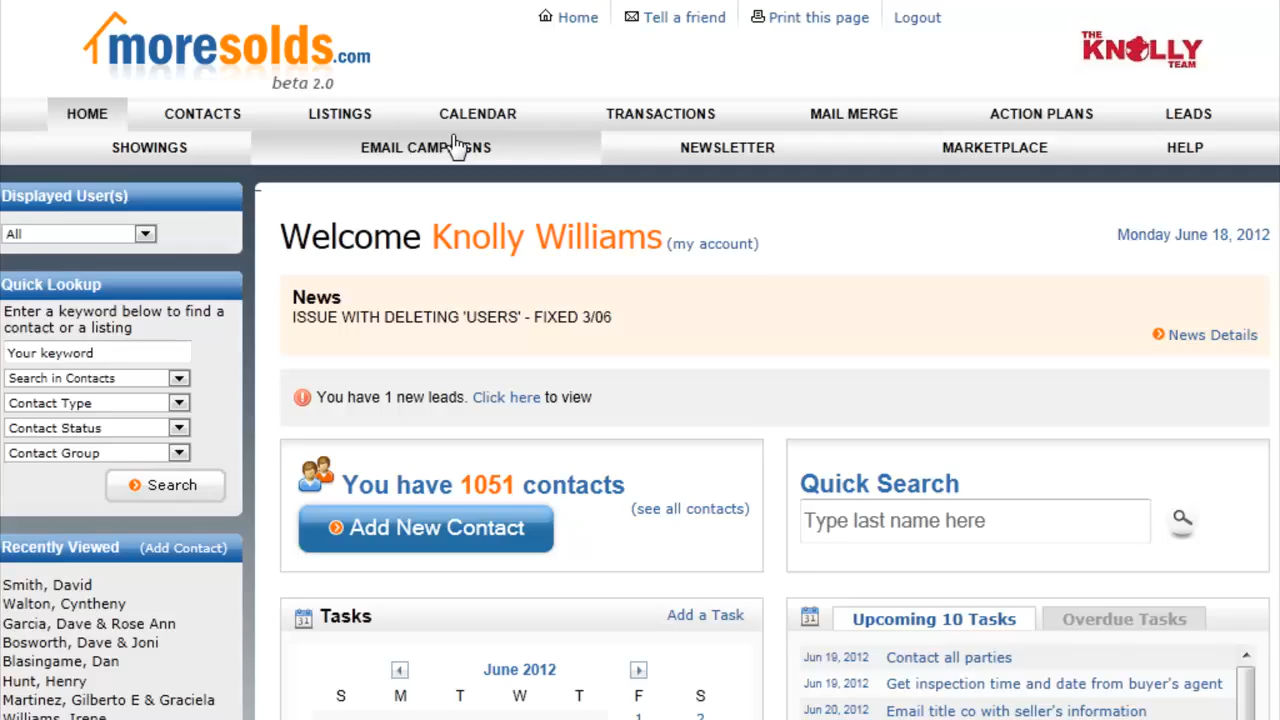 Home
Tell a friend
Print this page
Logout
moresolds.com
beta 2.0
THE KNOLLY TEAM
HOME
CONTACTS
LISTINGS
CALENDAR
TRANSACTIONS
MAIL MERGE
ACTION PLANS
LEADS
SHOWINGS
EMAIL CAMPAIGNS
NEWSLETTER
MARKETPLACE
HELP
Displayed User(s)
All
Quick Lookup
Enter a keyword below to find a
contact or a listing
Your keyword
Search in Contacts
Contact Type
Contact Status
Contact Group
Search
Recently Viewed (Add Contact)
Smith, David
Walton, Cyntheny
Garcia, Dave & Rose Ann
Bosworth, Dave & Joni
Blasingame, Dan
Hunt, Henry
Martinez, Gilberto E & Graciela
Williams, Irene
Welcome Knolly Williams (my account)
Monday June 18, 2012
News
ISSUE WITH DELETING 'USERS' - FIXED 3/06
News Details
You have 1 new leads. Click here to view
You have 1051 contacts
(see all contacts)
Add New Contact
Quick Search
Type last name here
31 Tasks
Add a Task
June 2012
S M T W T F S
1 2
31
Upcoming 10 Tasks
Overdue Tasks
Jun 19, 2012 Contact all parties
Jun 19, 2012 Get inspection time and date from buyer's agent
Jun 20, 2012 Email title co with seller's information